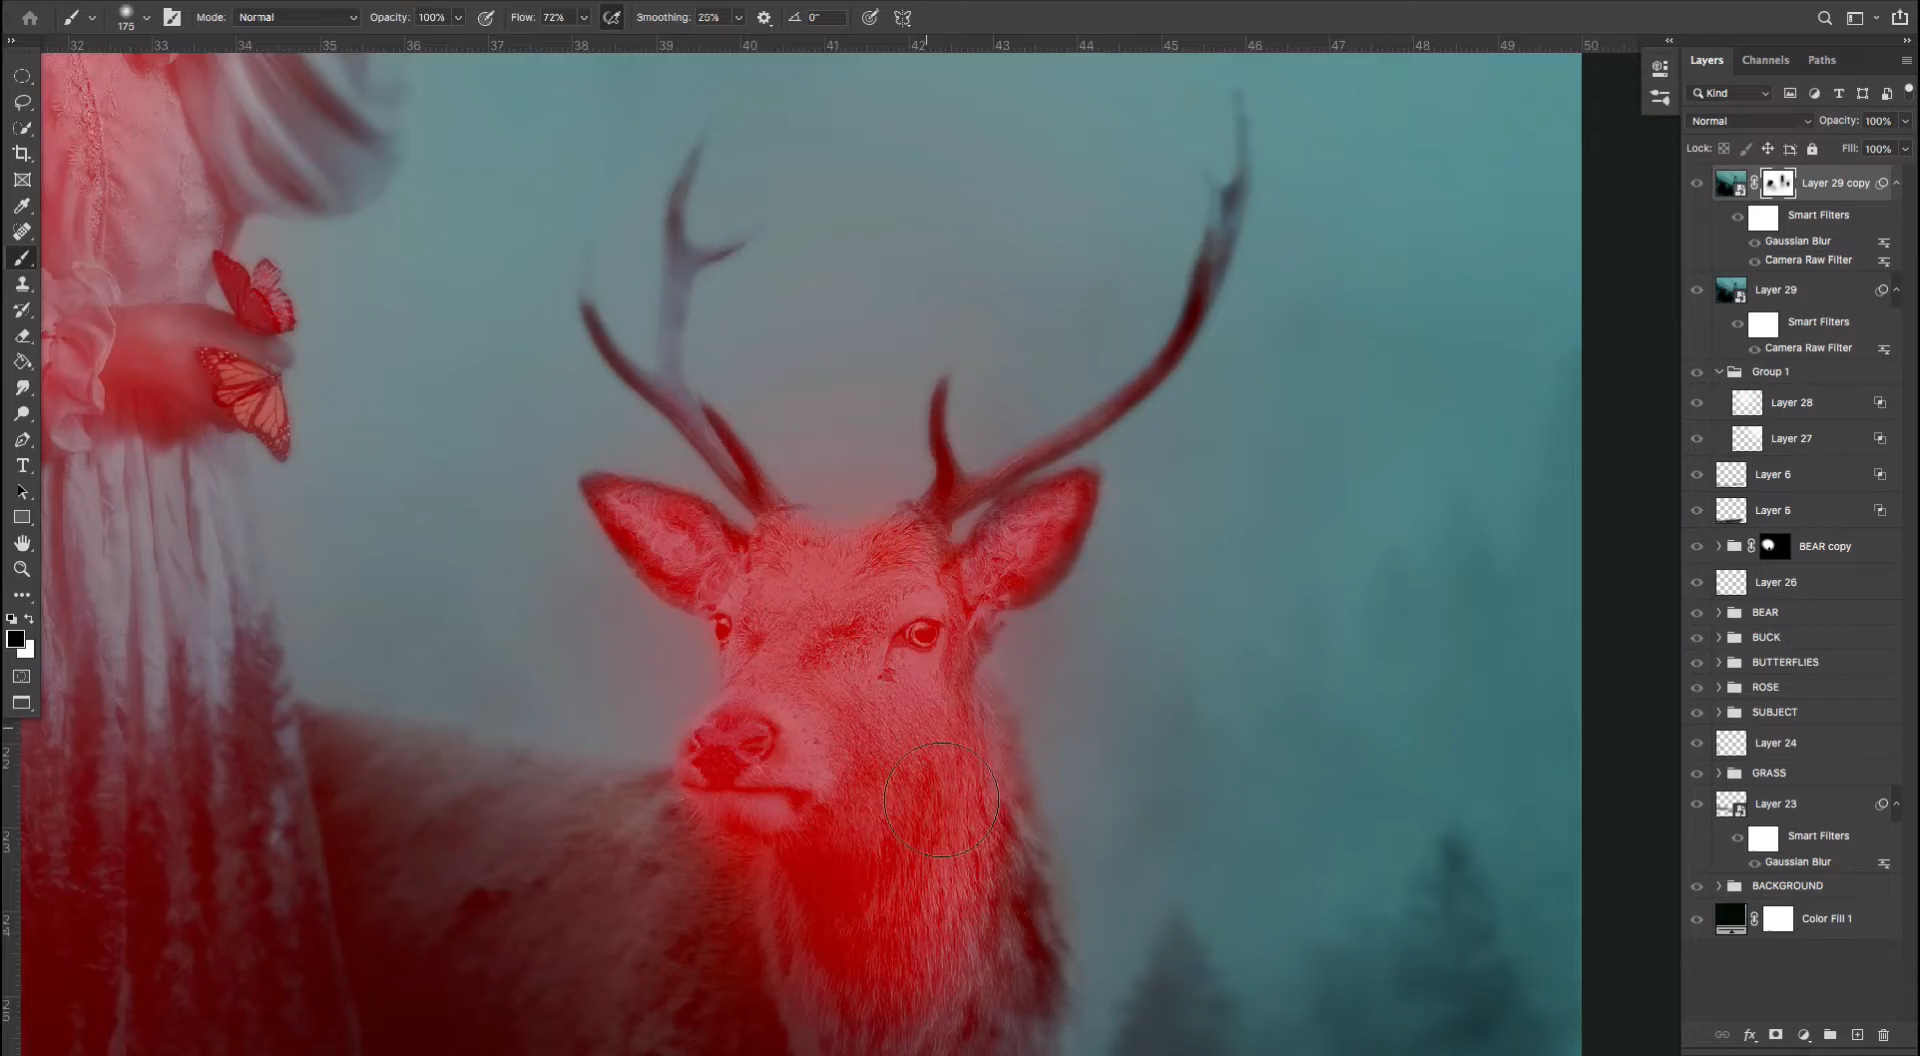 175
Mode: Normal
Opacity: 100%
Flow: 72%
Smoothing: 25%
0°
32 33 34 35 36 37 38 39 40 41 42 43 44 45 46 47 48 49 50
Layers Channels Paths
Kind
Normal Opacity: 100%
Lock: Fill: 100%
Layer 29 copy
Smart Filters
Gaussian Blur
Camera Raw Filter
Layer 29
Smart Filters
Camera Raw Filter
Group 1
Layer 28
Layer 27
Layer 6
Layer 5
BEAR copy
Layer 26
BEAR
BUCK
BUTTERFLIES
ROSE
SUBJECT
Layer 24
GRASS
Layer 23
Smart Filters
Gaussian Blur
BACKGROUND
Color Fill 1